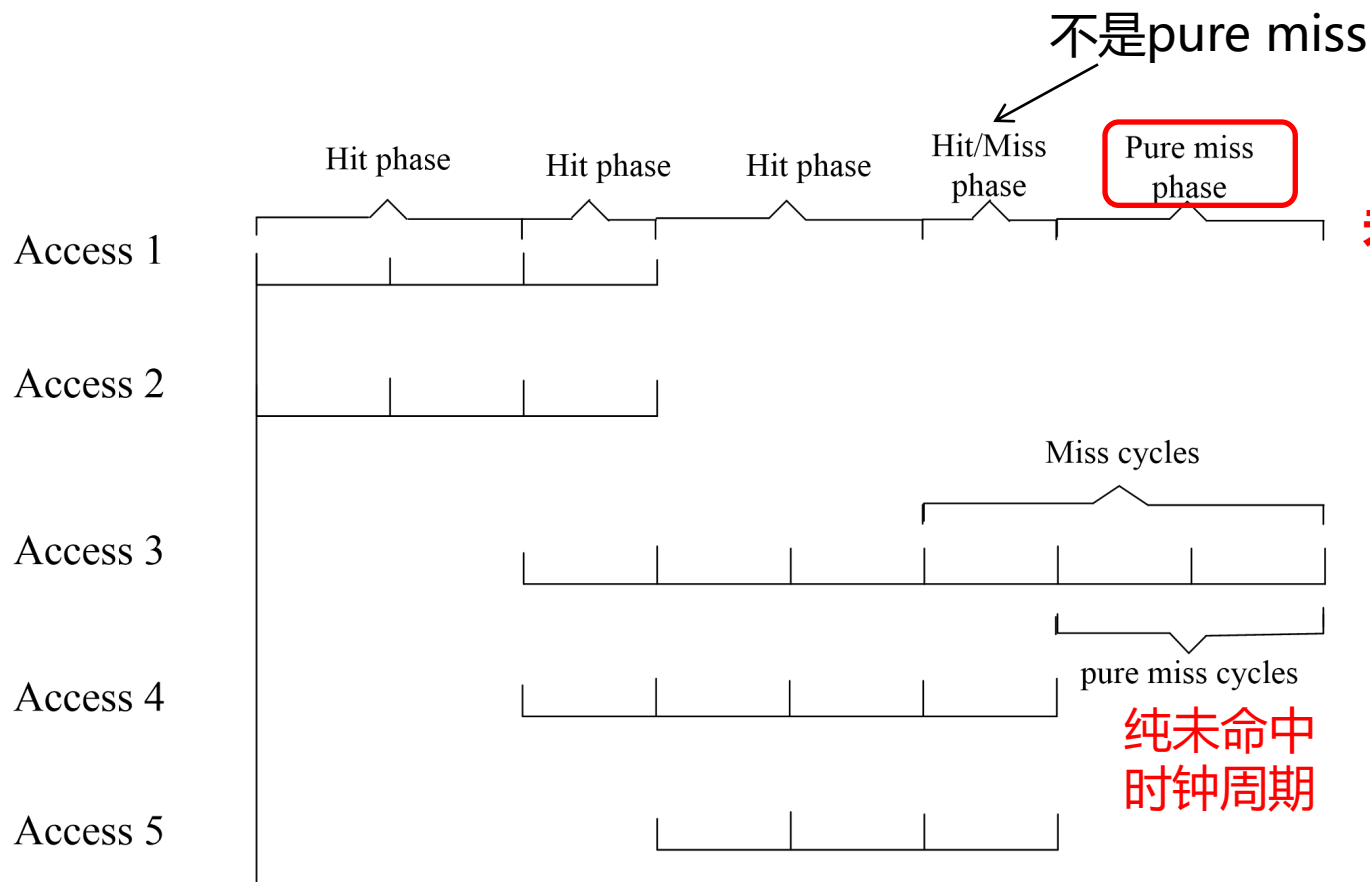 不是pure miss
Hit phase
Hit phase
Hit phase
Hit/Miss
phase
Pure miss
phase
Access 1
Access 2
Miss cycles
Access 3
pure miss cycles
Access 4
纯未命中
时钟周期
Access 5